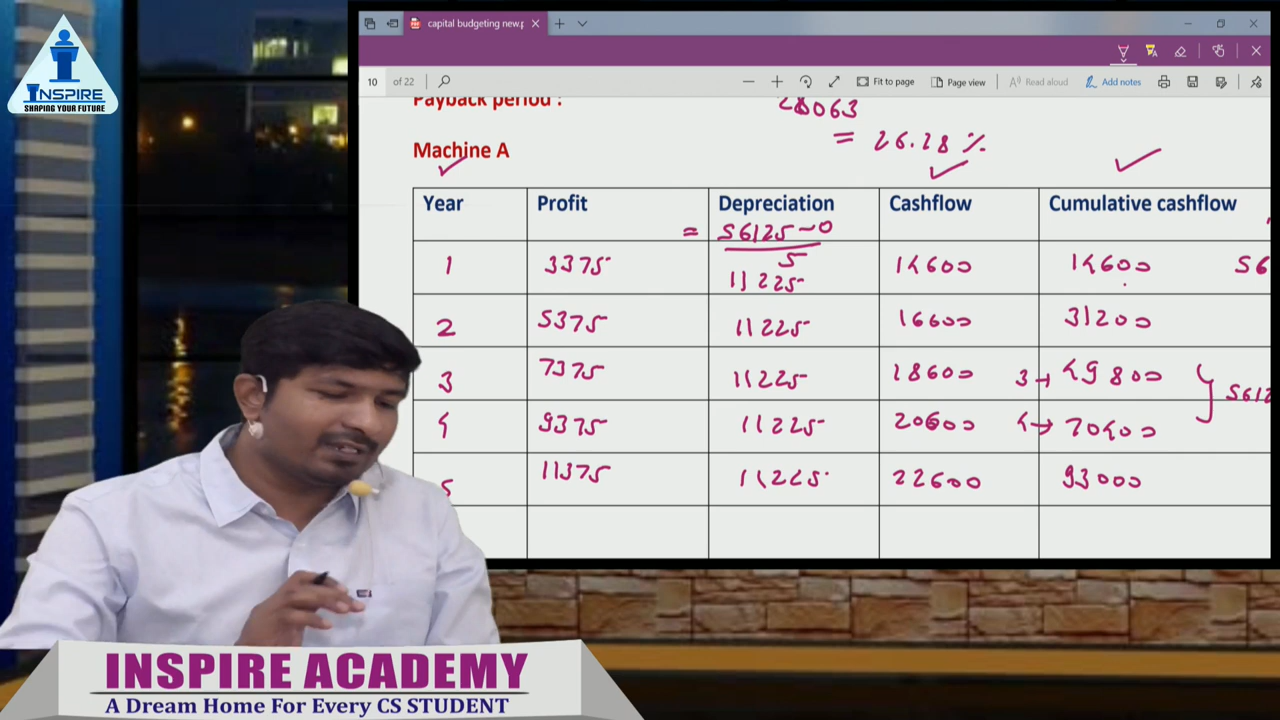 INSPIRE
SHAPING YOUR FUTURE
capital budgeting new.p
10 of 22
Fit to page
Page view
Read aloud
Add notes
Payback period :
28063
= 26.28 %
Machine A
Year Profit Depreciation Cashflow Cumulative cashflow
= 56125-0
5
1 3375 11225 14600 14600 56
2 5375 11225 16600 31200
3 7375 11225 18600 3→ 49800
5612
4 9375 11225 20600 4→ 70400
5 11375 11225 22600 93000
INSPIRE ACADEMY
A Dream Home For Every CS STUDENT